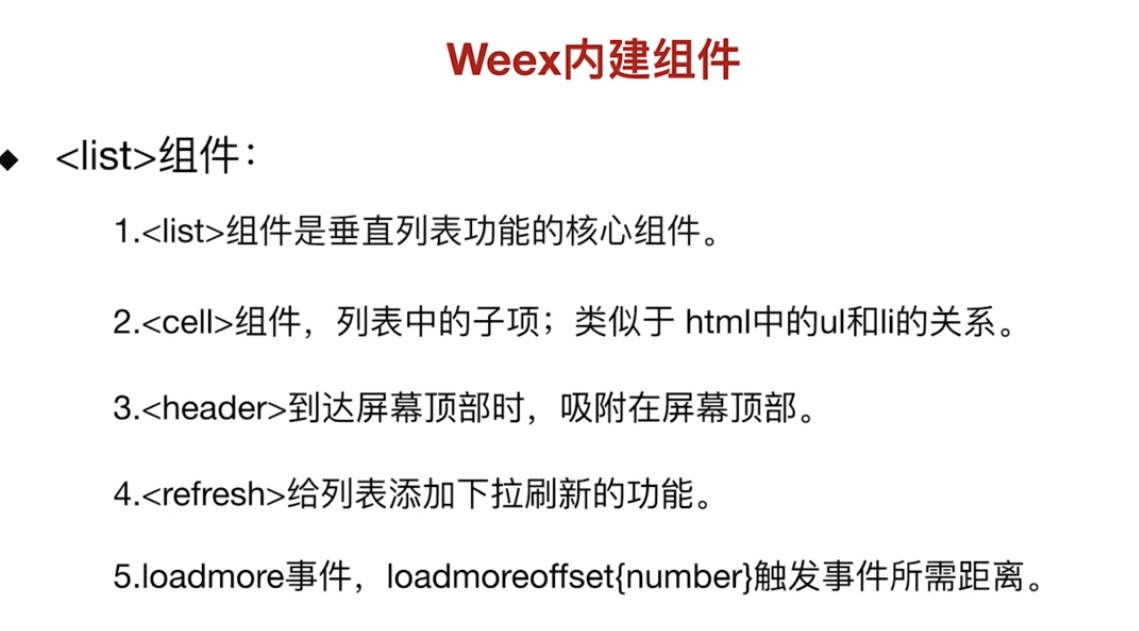 Weex内建组件
◆ <list>组件：
1.<list>组件是垂直列表功能的核心组件。
2.<cell>组件，列表中的子项；类似于 html中的ul和li的关系。
3.<header>到达屏幕顶部时，吸附在屏幕顶部。
4.<refresh>给列表添加下拉刷新的功能。
5.loadmore事件，loadmoreoffset{number}触发事件所需距离。